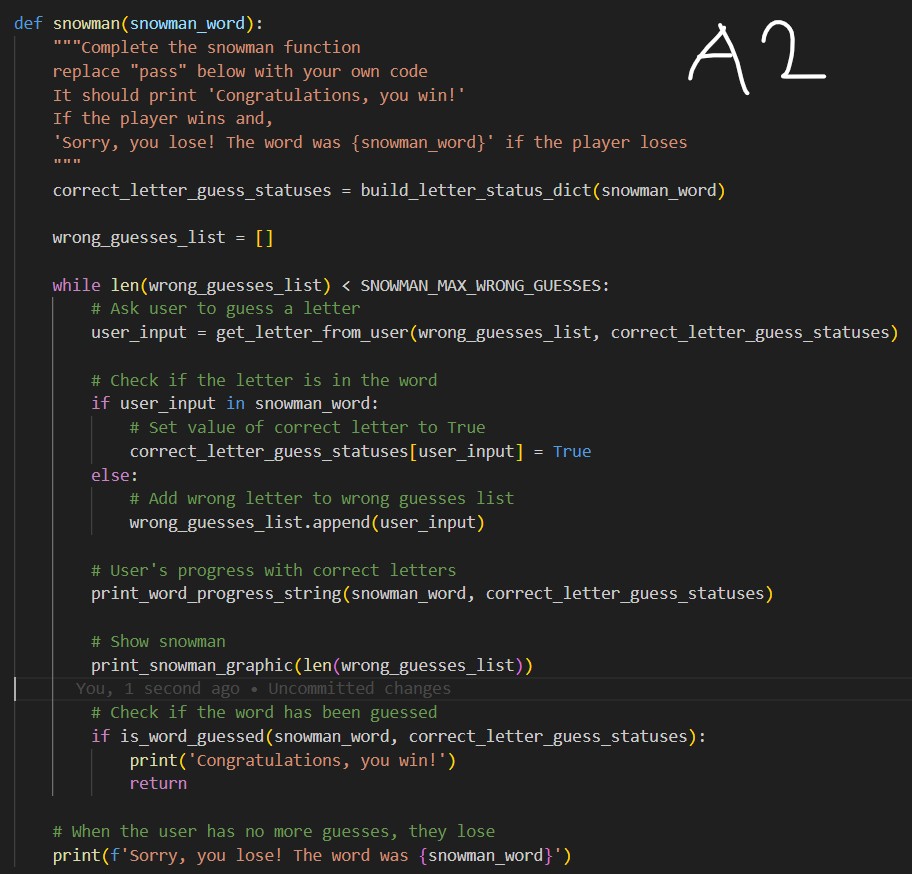 def snowman(snowman_word):
A2
"""Complete the snowman function
replace "pass" below with your own code
It should print 'Congratulations, you win!'
If the player wins and,
'Sorry, you lose! The word was {snowman_word}' if the player loses
"""
correct_letter_guess_statuses = build_letter_status_dict(snowman_word)
wrong_guesses_list = []
while len(wrong_guesses_list) < SNOWMAN_MAX_WRONG_GUESSES:
# Ask user to guess a letter
user_input = get_letter_from_user(wrong_guesses_list, correct_letter_guess_statuses)
# Check if the letter is in the word
if user_input in snowman_word:
# Set value of correct letter to True
correct_letter_guess_statuses[user_input] = True
else:
# Add wrong letter to wrong guesses list
wrong_guesses_list.append(user_input)
# User's progress with correct letters
print_word_progress_string(snowman_word, correct_letter_guess_statuses)
# Show snowman
print_snowman_graphic(len(wrong_guesses_list))
You, 1 second ago • Uncommitted changes
# Check if the word has been guessed
if is_word_guessed(snowman_word, correct_letter_guess_statuses):
print('Congratulations, you win!')
return
# When the user has no more guesses, they lose
print(f'Sorry, you lose! The word was {snowman_word}')